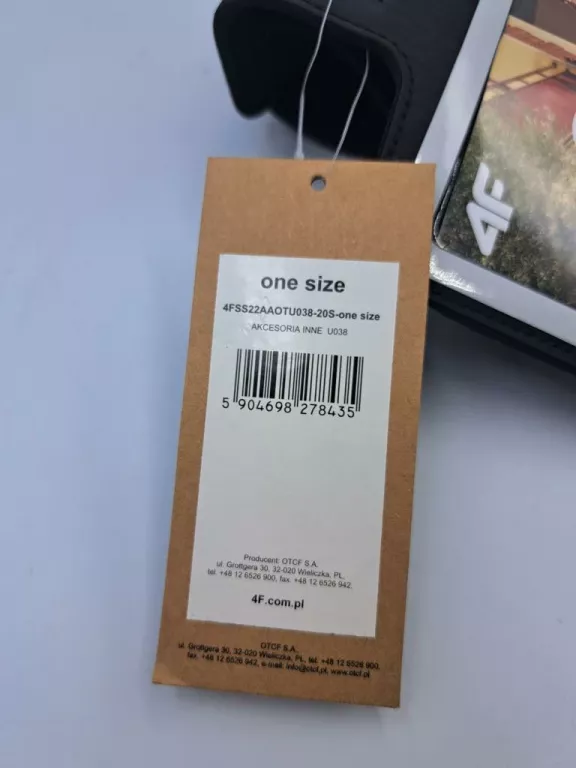 4F
one size
4FSS22AAOTU038-20S-one size
AKCESORIA INNE U038
5 904698 278435
Producent: OTCF S.A.
ul. Grottgera 30, 32-020 Wieliczka, PL,
tel. +48 12 6526 900, fax. +48 12 6526 942,
4F.com.pl
OTCF S.A.,
ul. Grottgera 30, 32-020 Wieliczka, PL, tel. +48 12 6526 900,
fax. +48 12 6526 942, e-mail: info@otcf.pl, www.otcf.pl